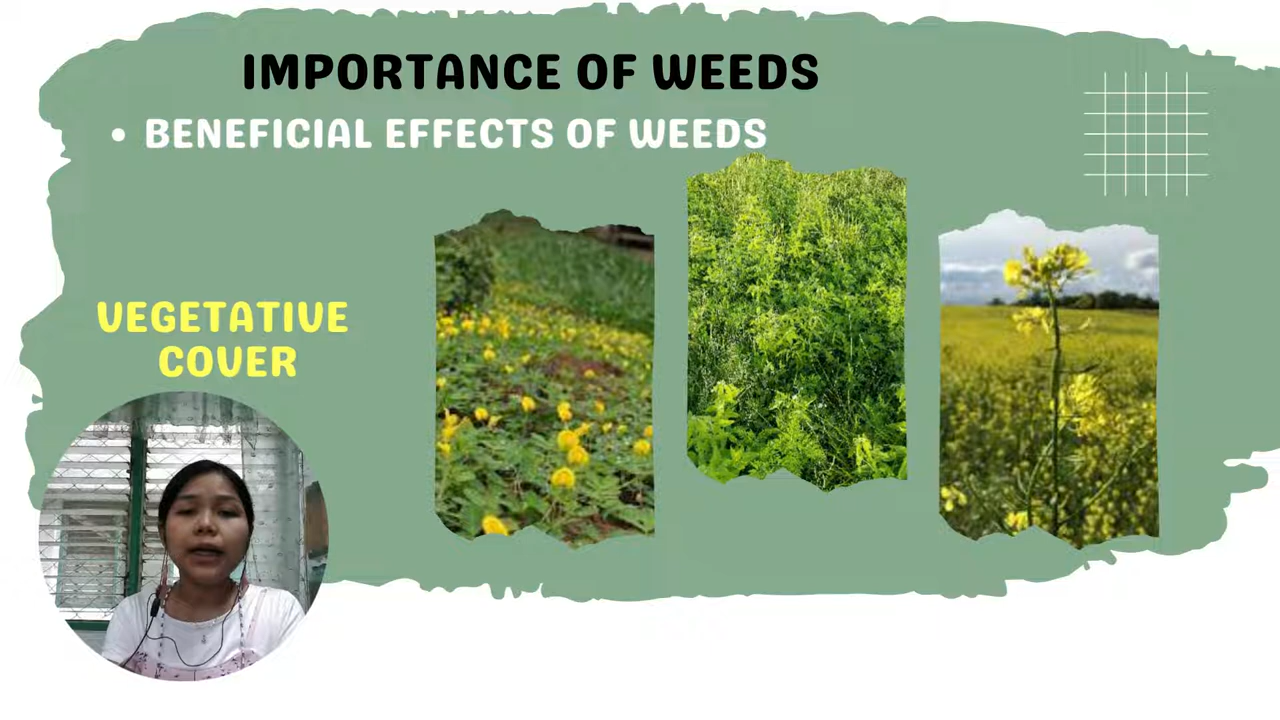 IMPORTANCE OF WEEDS
• BENEFICIAL EFFECTS OF WEEDS
VEGETATIVE
COVER